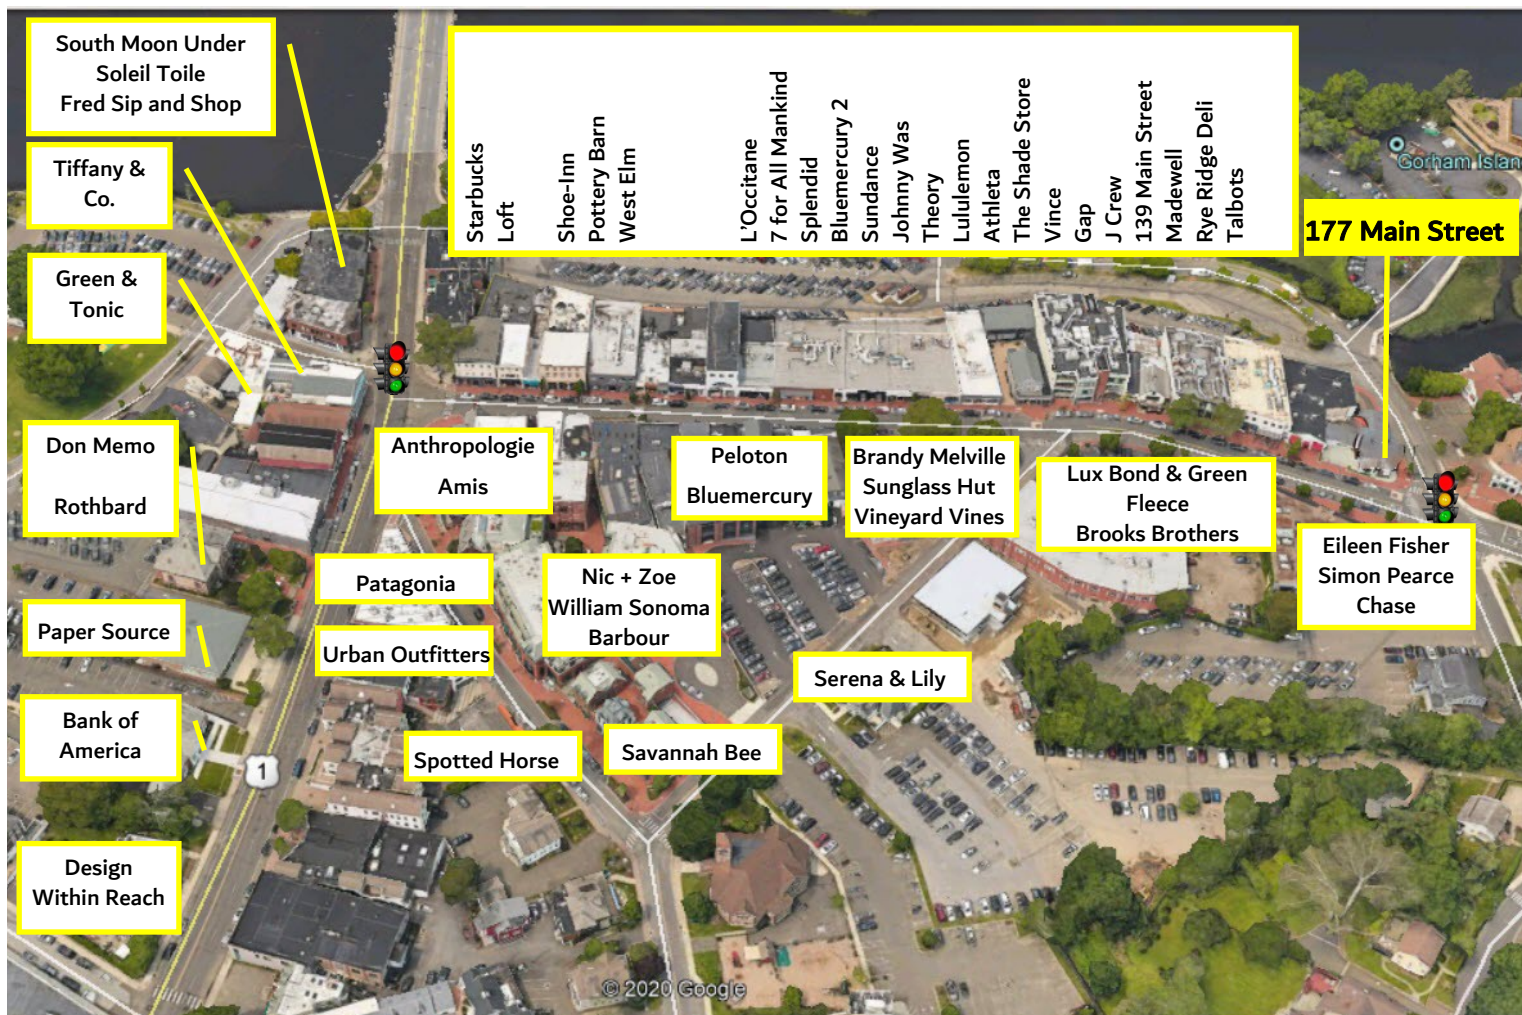 South Moon Under
Soleil Toile
Fred Sip and Shop
Tiffany &
Co.
Green &
Tonic
Don Memo
Rothbard
Paper Source
Bank of
America
Design
Within Reach
Starbucks
Loft
Shoe-Inn
Pottery Barn
West Elm
L'Occitane
7 for All Mankind
Splendid
Bluemercury 2
Sundance
Johnny Was
Theory
Lululemon
Athleta
The Shade Store
Vince
Gap
J Crew
139 Main Street
Madewell
Rye Ridge Deli
Talbots
Gorham Island
177 Main Street
Anthropologie
Amis
Peloton
Bluemercury
Brandy Melville
Sunglass Hut
Vineyard Vines
Lux Bond & Green
Fleece
Brooks Brothers
Eileen Fisher
Simon Pearce
Chase
Patagonia
Nic + Zoe
William Sonoma
Barbour
Urban Outfitters
Serena & Lily
Spotted Horse
Savannah Bee
1
© 2020 Google